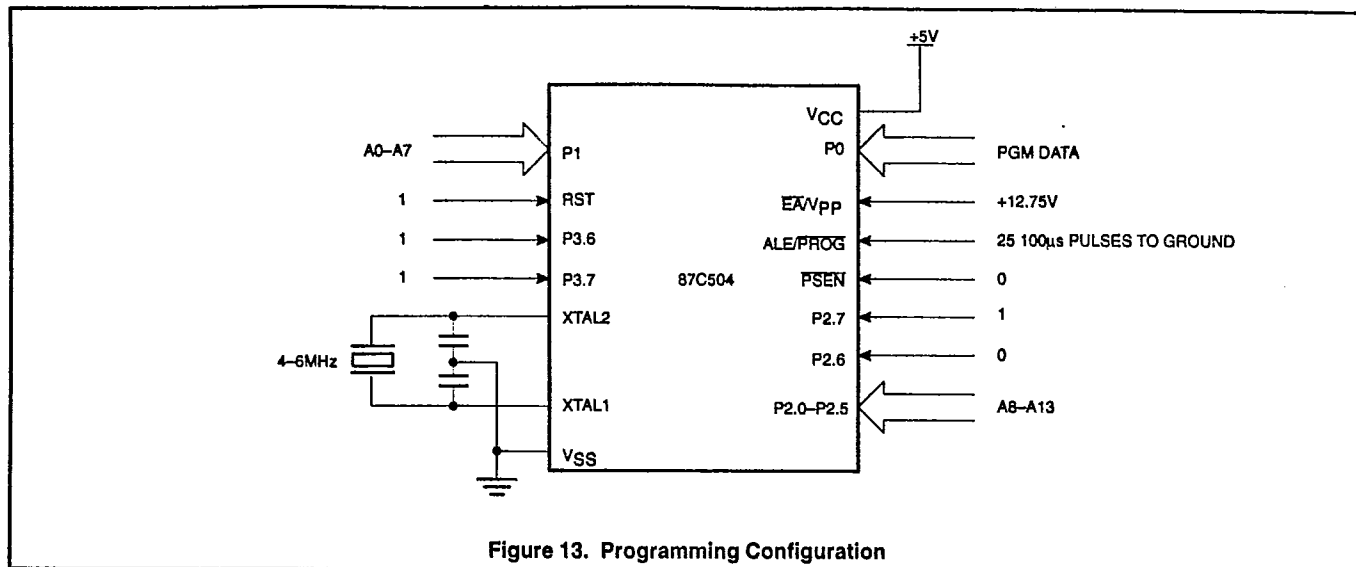 +5V
VCC
A0–A7
P1
P0
PGM DATA
1
RST
EA/VPP
+12.75V
1
P3.6
ALE/PROG
25 100µs PULSES TO GROUND
1
P3.7
87C504
PSEN
0
XTAL2
P2.7
1
4–6MHz
P2.6
0
XTAL1
P2.0–P2.5
A8–A13
VSS
Figure 13. Programming Configuration